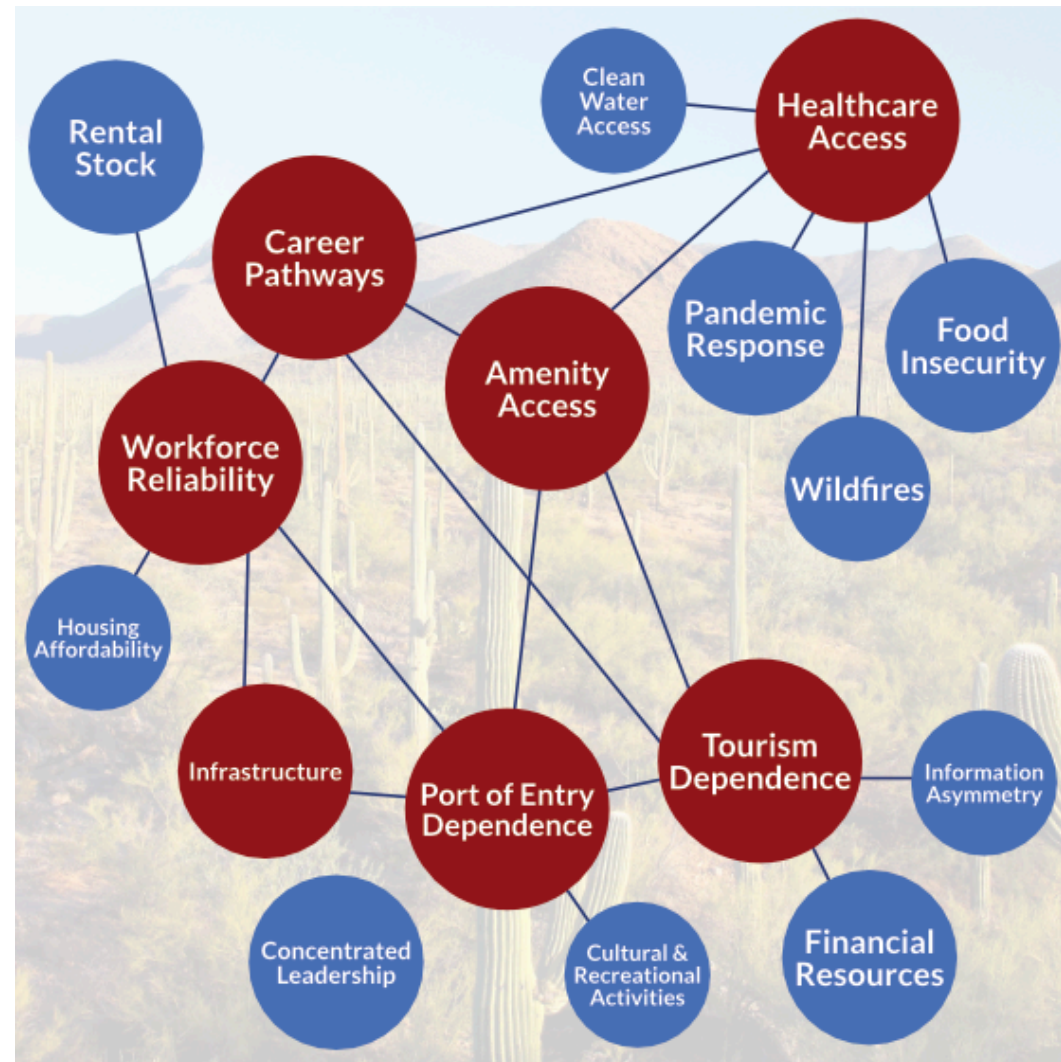 Clean
Water
Access
Healthcare
Access
Rental
Stock
Career
Pathways
Pandemic
Response
Food
Insecurity
Amenity
Access
Workforce
Reliability
Wildfires
Housing
Affordability
Infrastructure
Port of Entry
Dependence
Tourism
Dependence
Information
Asymmetry
Concentrated
Leadership
Cultural &
Recreational
Activities
Financial
Resources